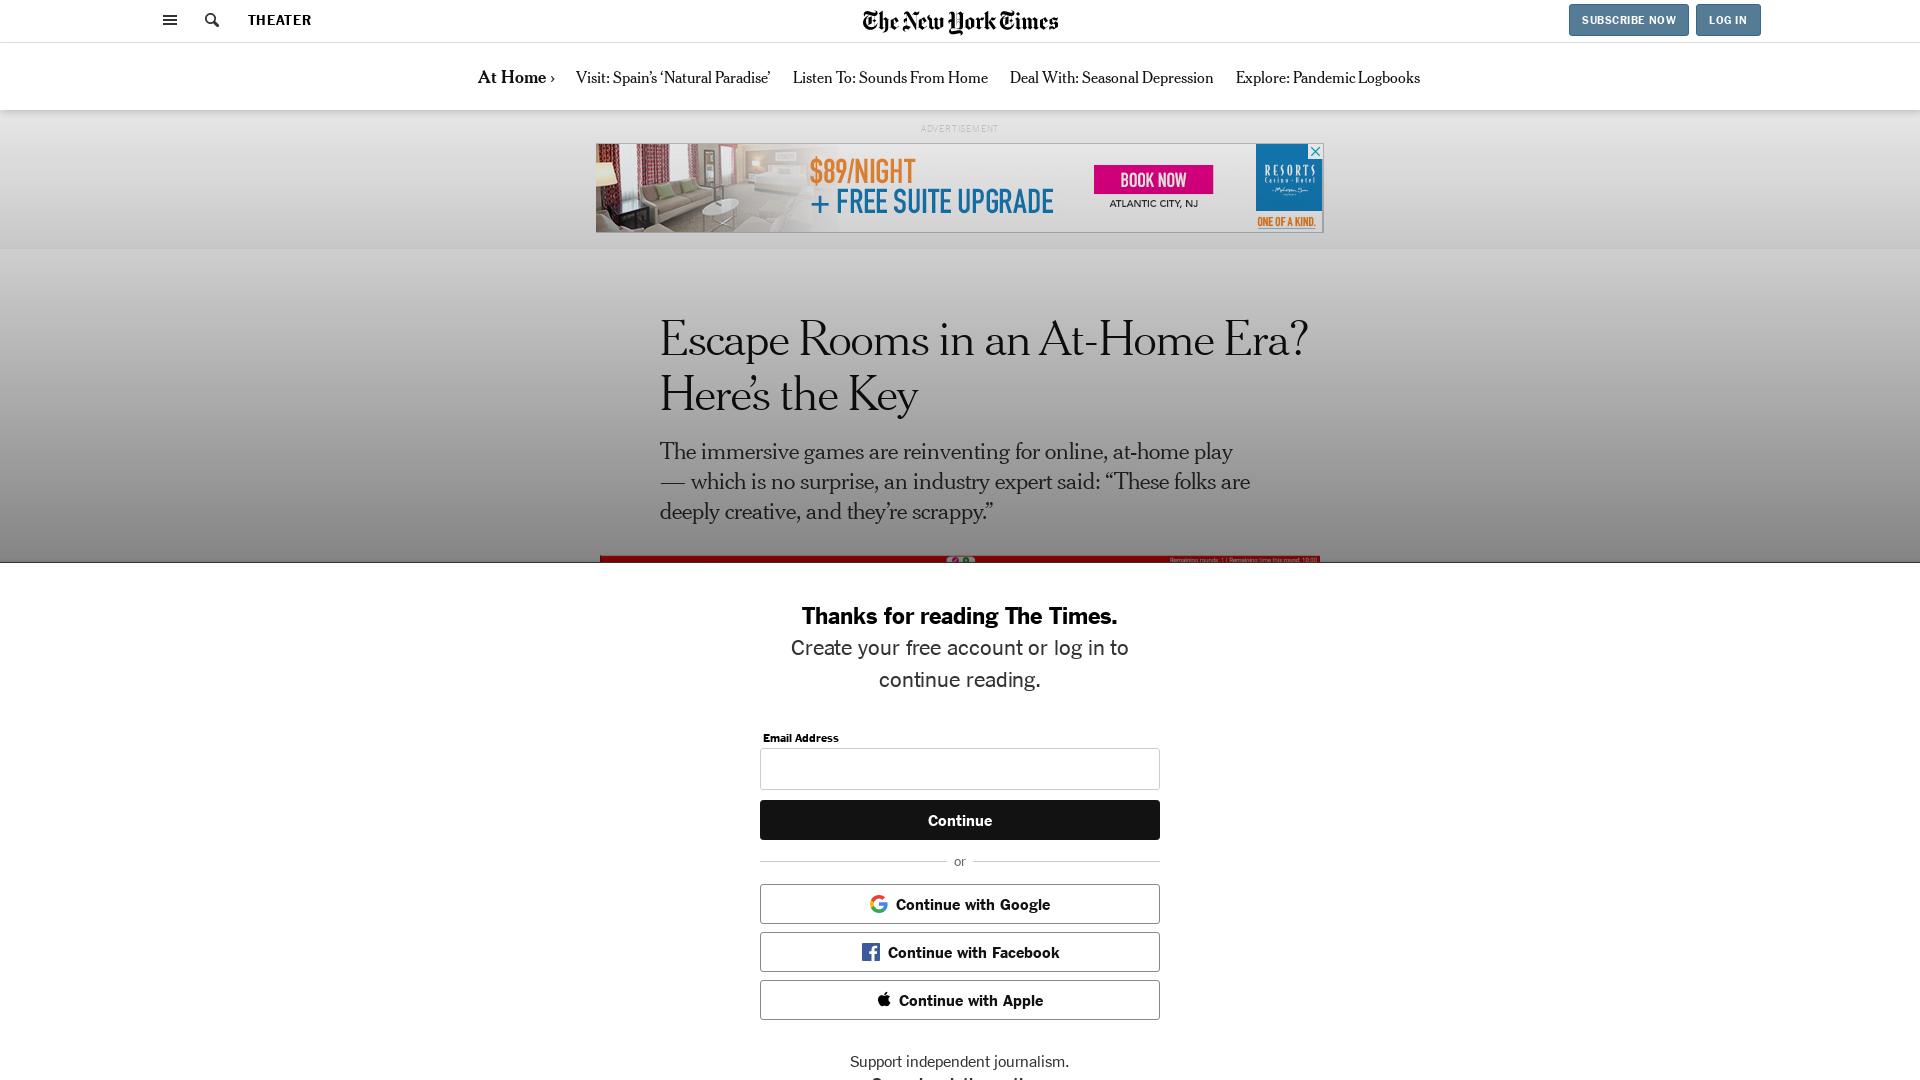 THEATER
The New York Times
SUBSCRIBE NOW
LOG IN
At Home ›
Visit: Spain’s ‘Natural Paradise’
Listen To: Sounds From Home
Deal With: Seasonal Depression
Explore: Pandemic Logbooks
ADVERTISEMENT
$89/NIGHT
+ FREE SUITE UPGRADE
BOOK NOW
ATLANTIC CITY, NJ
RESORTS
Casino • Hotel
ONE OF A KIND.
Escape Rooms in an At-Home Era?
Here’s the Key
The immersive games are reinventing for online, at-home play
— which is no surprise, an industry expert said: “These folks are
deeply creative, and they’re scrappy.”
Thanks for reading The Times.
Create your free account or log in to
continue reading.
Email Address
Continue
or
Continue with Google
Continue with Facebook
Continue with Apple
Support independent journalism.